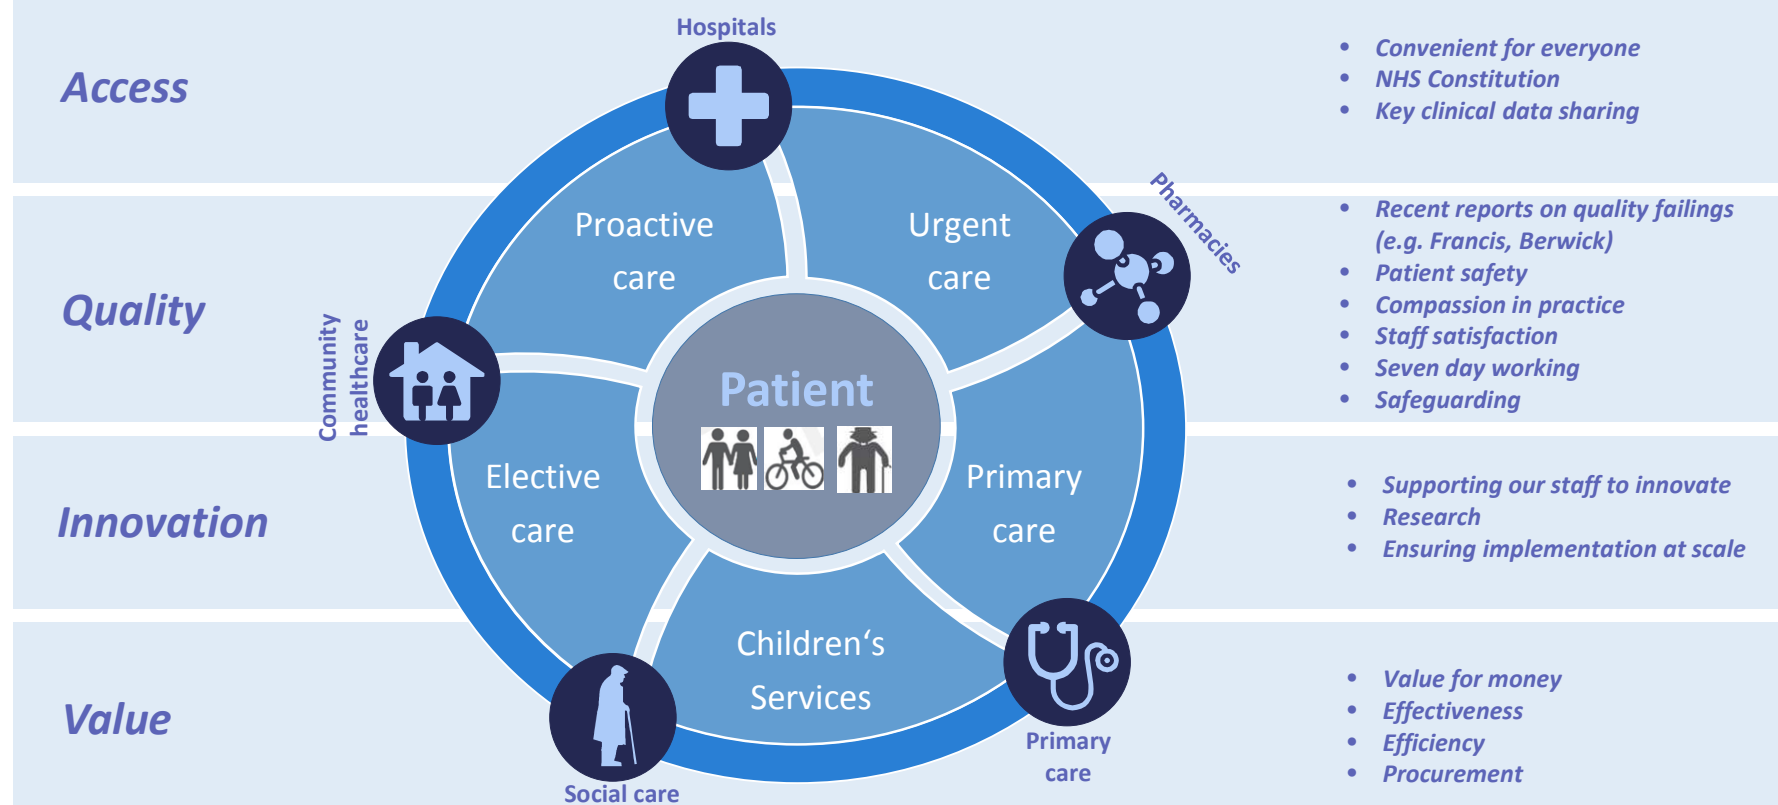 Access
Quality
Innovation
Value
Hospitals
Pharmacies
Primary
care
Social care
Community
healthcare
Proactive
care
Urgent
care
Primary
care
Children‘s
Services
Elective
care
Patient
• Convenient for everyone
• NHS Constitution
• Key clinical data sharing
• Recent reports on quality failings
(e.g. Francis, Berwick)
• Patient safety
• Compassion in practice
• Staff satisfaction
• Seven day working
• Safeguarding
• Supporting our staff to innovate
• Research
• Ensuring implementation at scale
• Value for money
• Effectiveness
• Efficiency
• Procurement